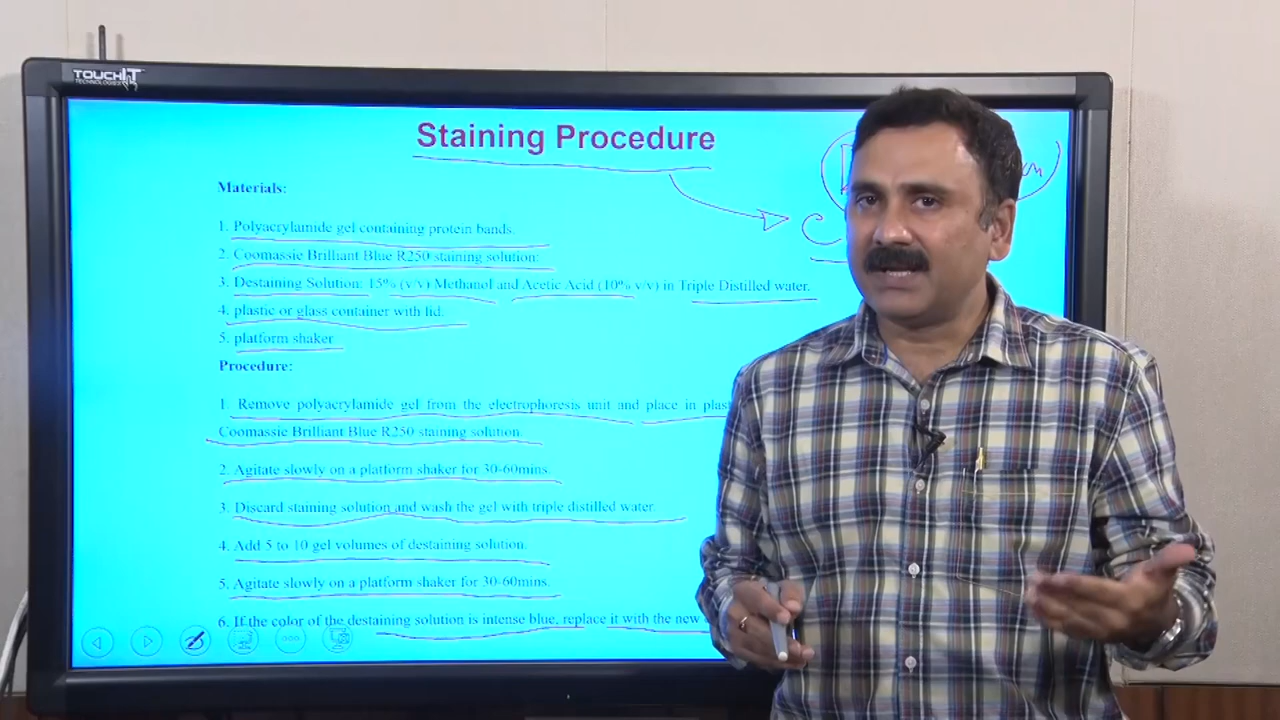 TOUCHIT
TECHNOLOGIES
Staining Procedure
Materials:
1. Polyacrylamide gel containing protein bands.
2. Coomassie Brilliant Blue R250 staining solution:
3. Destaining Solution: 15% (v/v) Methanol and Acetic Acid (10% v/v) in Triple Distilled water.
4. plastic or glass container with lid.
5. platform shaker
Procedure:
1. Remove polyacrylamide gel from the electrophoresis unit and place in
Coomassie Brilliant Blue R250 staining solution.
2. Agitate slowly on a platform shaker for 30-60mins.
3. Discard staining solution and wash the gel with triple distilled water.
4. Add 5 to 10 gel volumes of destaining solution.
5. Agitate slowly on a platform shaker for 30-60mins.
6. If the color of the destaining solution is intense blue, replace it with the new